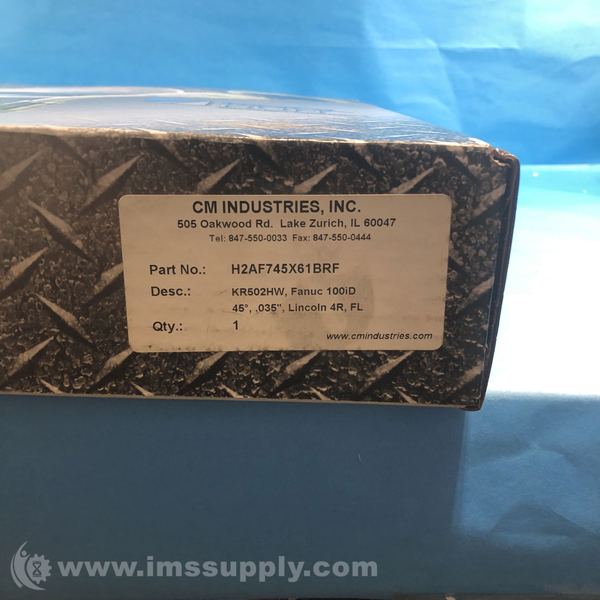 CM INDUSTRIES, INC.
505 Oakwood Rd. Lake Zurich, IL 60047
Tel: 847-550-0033 Fax: 847-550-0444
Part No.: H2AF745X61BRF
Desc.: KR502HW, Fanuc 100iD
45°, .035", Lincoln 4R, FL
Qty.: 1
www.cmindustries.com
www.imssupply.com